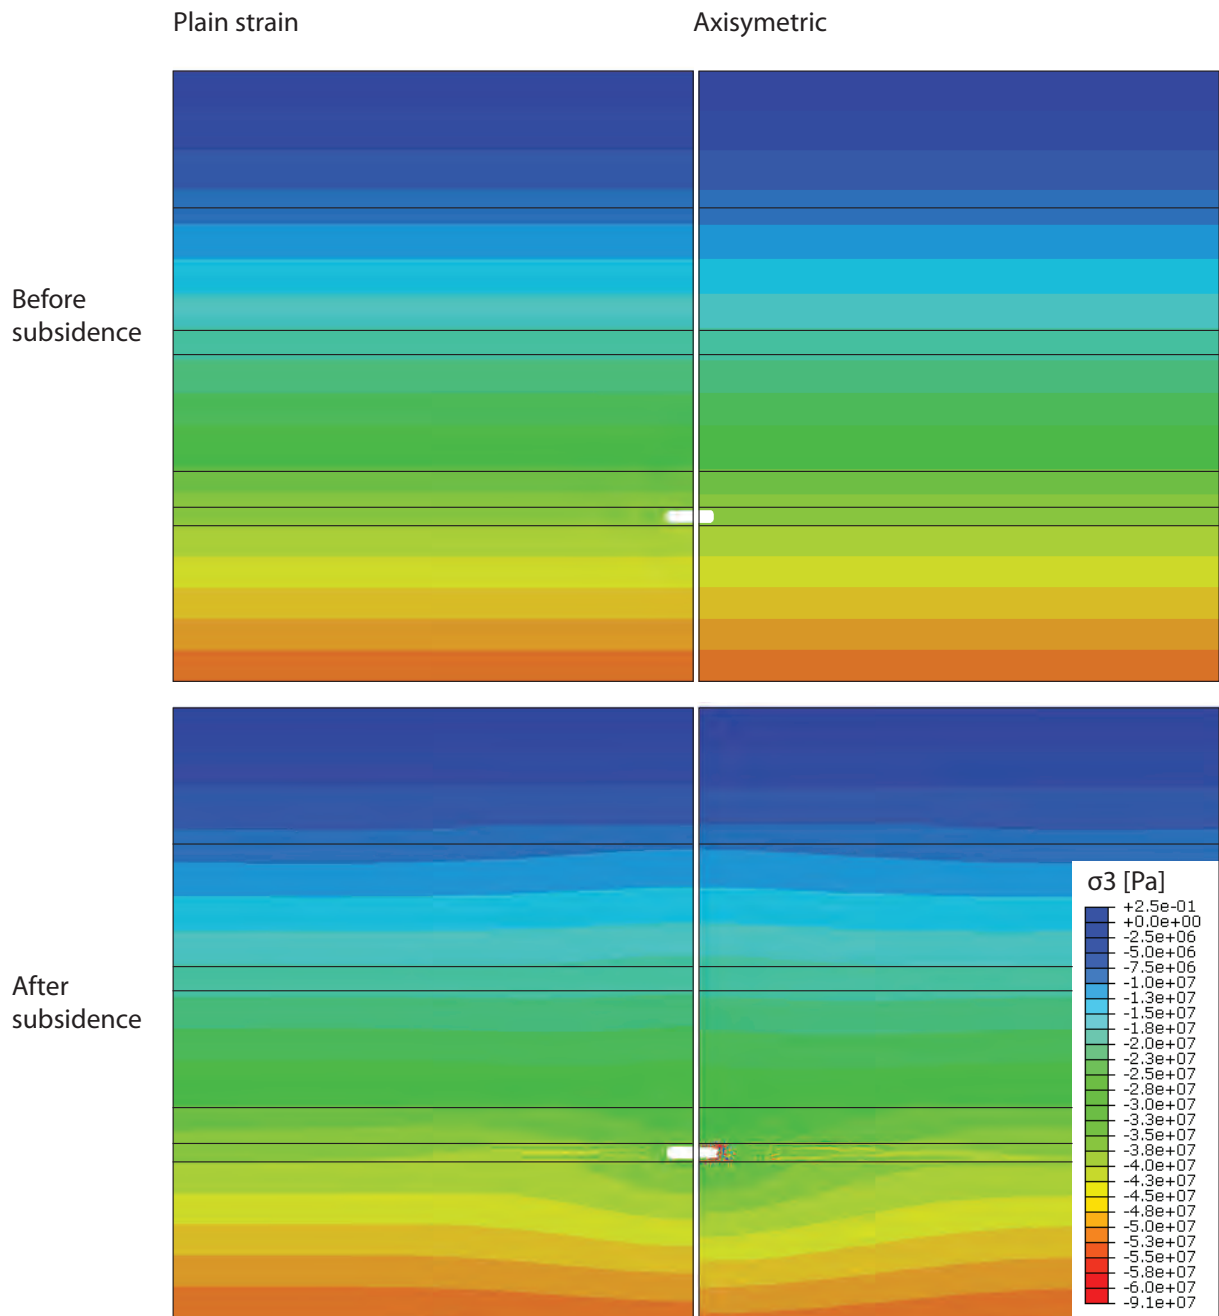 Plain strain
Axisymetric
Before
subsidence
After
subsidence
σ3 [Pa]
+2.5e-01
+0.0e+00
-2.5e+06
-5.0e+06
-7.5e+06
-1.0e+07
-1.3e+07
-1.5e+07
-1.8e+07
-2.0e+07
-2.3e+07
-2.5e+07
-2.8e+07
-3.0e+07
-3.3e+07
-3.5e+07
-3.8e+07
-4.0e+07
-4.3e+07
-4.5e+07
-4.8e+07
-5.0e+07
-5.3e+07
-5.5e+07
-5.8e+07
-6.0e+07
-9.1e+07